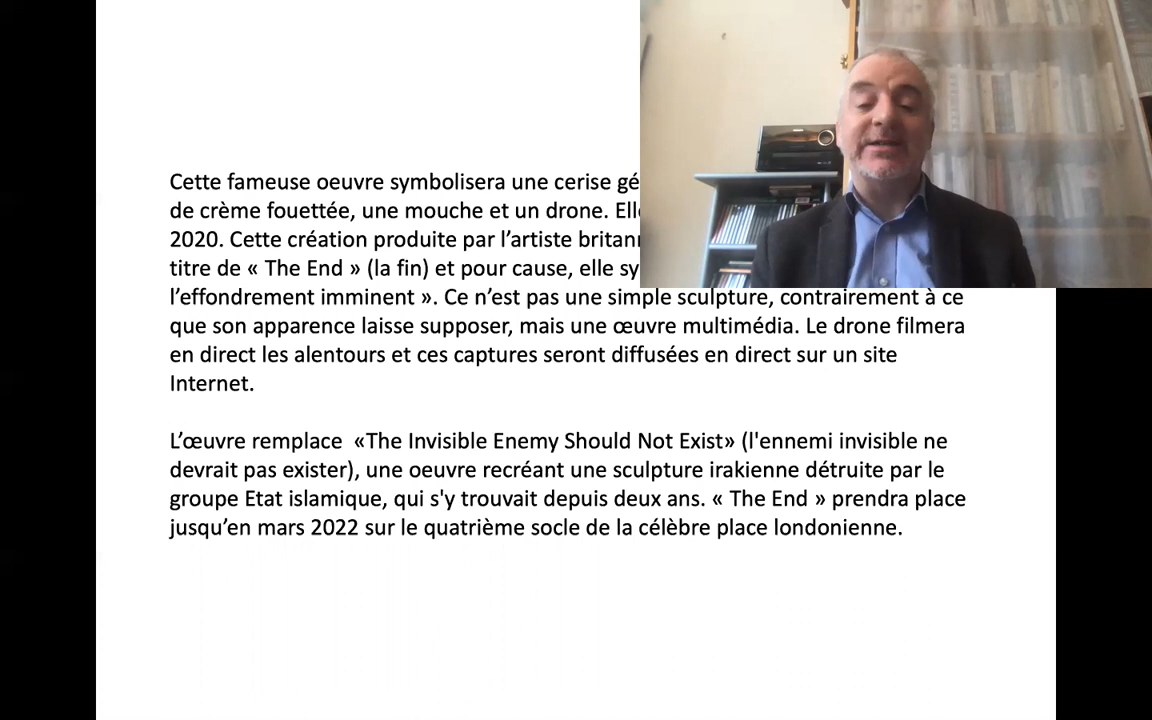 Cette fameuse oeuvre symbolisera une cerise
de crème fouettée, une mouche et un drone.
2020. Cette création produite par l’artiste
titre de « The End » (la fin) et pour cause, elle
l’effondrement imminent ». Ce n’est pas une simple sculpture, contrairement à ce
que son apparence laisse supposer, mais une œuvre multimédia. Le drone filmera
en direct les alentours et ces captures seront diffusées en direct sur un site
Internet.
L’œuvre remplace «The Invisible Enemy Should Not Exist» (l'ennemi invisible ne
devrait pas exister), une oeuvre recréant une sculpture irakienne détruite par le
groupe Etat islamique, qui s'y trouvait depuis deux ans. « The End » prendra place
jusqu’en mars 2022 sur le quatrième socle de la célèbre place londonienne.